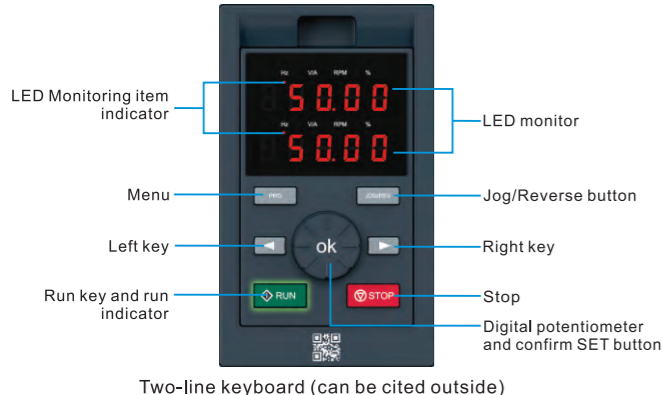 Hz V/A RPM %
50.00
LED Monitoring item
indicator
Hz V/A RPM %
50.00
LED monitor
Menu
PRG
JOG/REV
Jog/Reverse button
Left key
ok
Right key
Run key and run
indicator
RUN
STOP
Stop
Digital potentiometer
and confirm SET button
Two-line keyboard (can be cited outside)